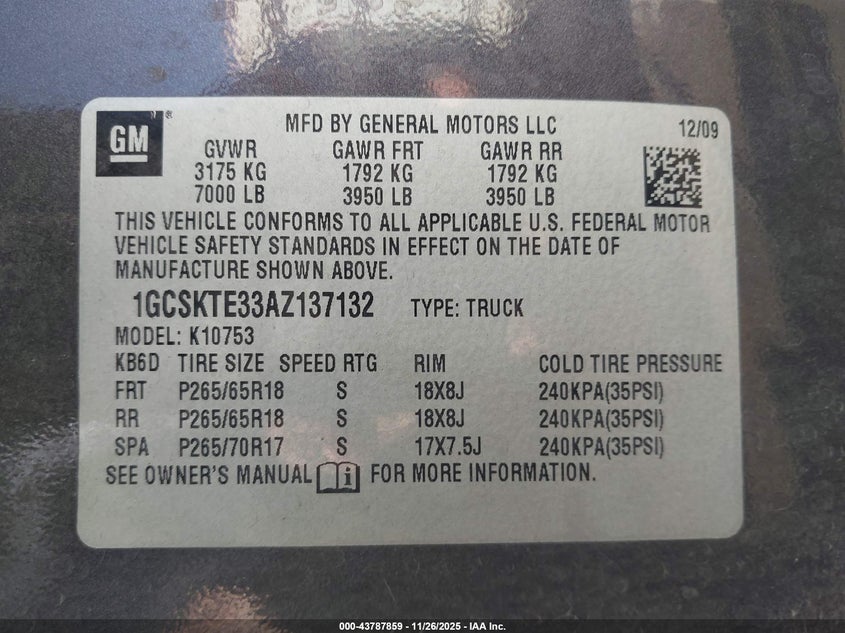 GM ®
MFD BY GENERAL MOTORS LLC 12/09
GVWR GAWR FRT GAWR RR
3175 KG 1792 KG 1792 KG
7000 LB 3950 LB 3950 LB
THIS VEHICLE CONFORMS TO ALL APPLICABLE U.S. FEDERAL MOTOR
VEHICLE SAFETY STANDARDS IN EFFECT ON THE DATE OF
MANUFACTURE SHOWN ABOVE.
1GCSKTE33AZ137132 TYPE: TRUCK
MODEL: K10753
KB6D TIRE SIZE SPEED RTG RIM COLD TIRE PRESSURE
FRT P265/65R18 S 18X8J 240KPA(35PSI)
RR P265/65R18 S 18X8J 240KPA(35PSI)
SPA P265/70R17 S 17X7.5J 240KPA(35PSI)
SEE OWNER'S MANUAL i FOR MORE INFORMATION.
000-43787859 - 11/26/2025 - IAA Inc.